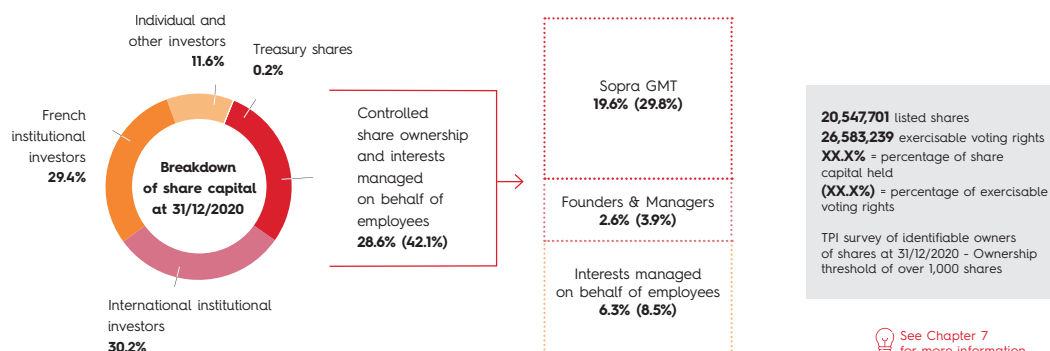 Individual and
other investors
11.6%
Treasury shares
0.2%
French
institutional
investors
29.4%
Breakdown
of share capital
at 31/12/2020
International institutional
investors
30.2%
Controlled
share ownership
and interests
managed
on behalf of
employees
28.6% (42.1%)
Sopra GMT
19.6% (29.8%)
Founders & Managers
2.6% (3.9%)
Interests managed
on behalf of employees
6.3% (8.5%)
20,547,701 listed shares
26,583,239 exercisable voting rights
XX.X% = percentage of share
capital held
(XX.X%) = percentage of exercisable
voting rights
TPI survey of identifiable owners
of shares at 31/12/2020 - Ownership
threshold of over 1,000 shares
See Chapter 7
for more information